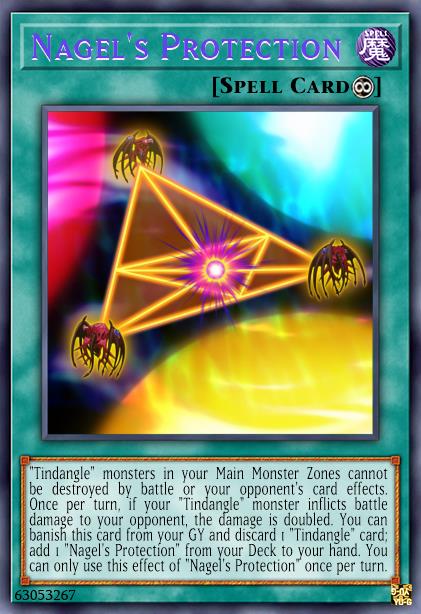 Nagel's Protection
SPELL
魔
[Spell Card]
"Tindangle" monsters in your Main Monster Zones cannot
be destroyed by battle or your opponent's card effects.
Once per turn, if your "Tindangle" monster inflicts battle
damage to your opponent, the damage is doubled. You can
banish this card from your GY and discard 1 "Tindangle" card;
add 1 "Nagel's Protection" from your Deck to your hand. You
can only use this effect of "Nagel's Protection" once per turn.
63053267